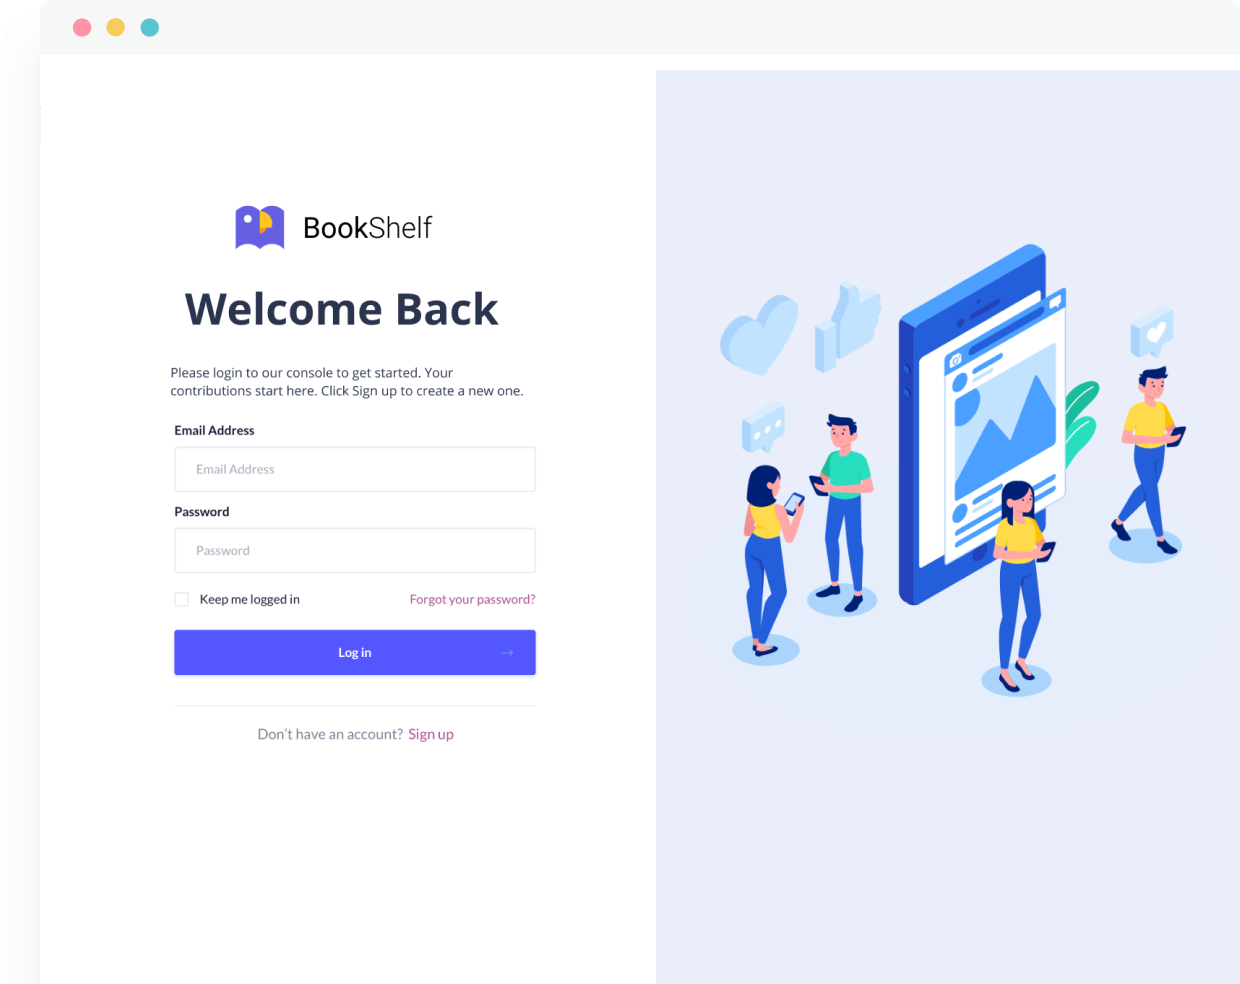 BookShelf
Welcome Back
Please login to our console to get started. Your
contributions start here. Click Sign up to create a new one.
Email Address
Email Address
Password
Password
Keep me logged in
Forgot your password?
Log in
Don't have an account? Sign up